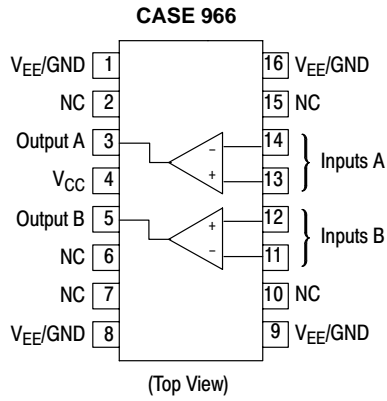 CASE 966
VEE/GND 1 16 VEE/GND
NC 2 15 NC
Output A 3 14
− + Inputs A
VCC 4 13
Output B 5 12
+ − Inputs B
NC 6 11
NC 7 10 NC
VEE/GND 8 9 VEE/GND
(Top View)